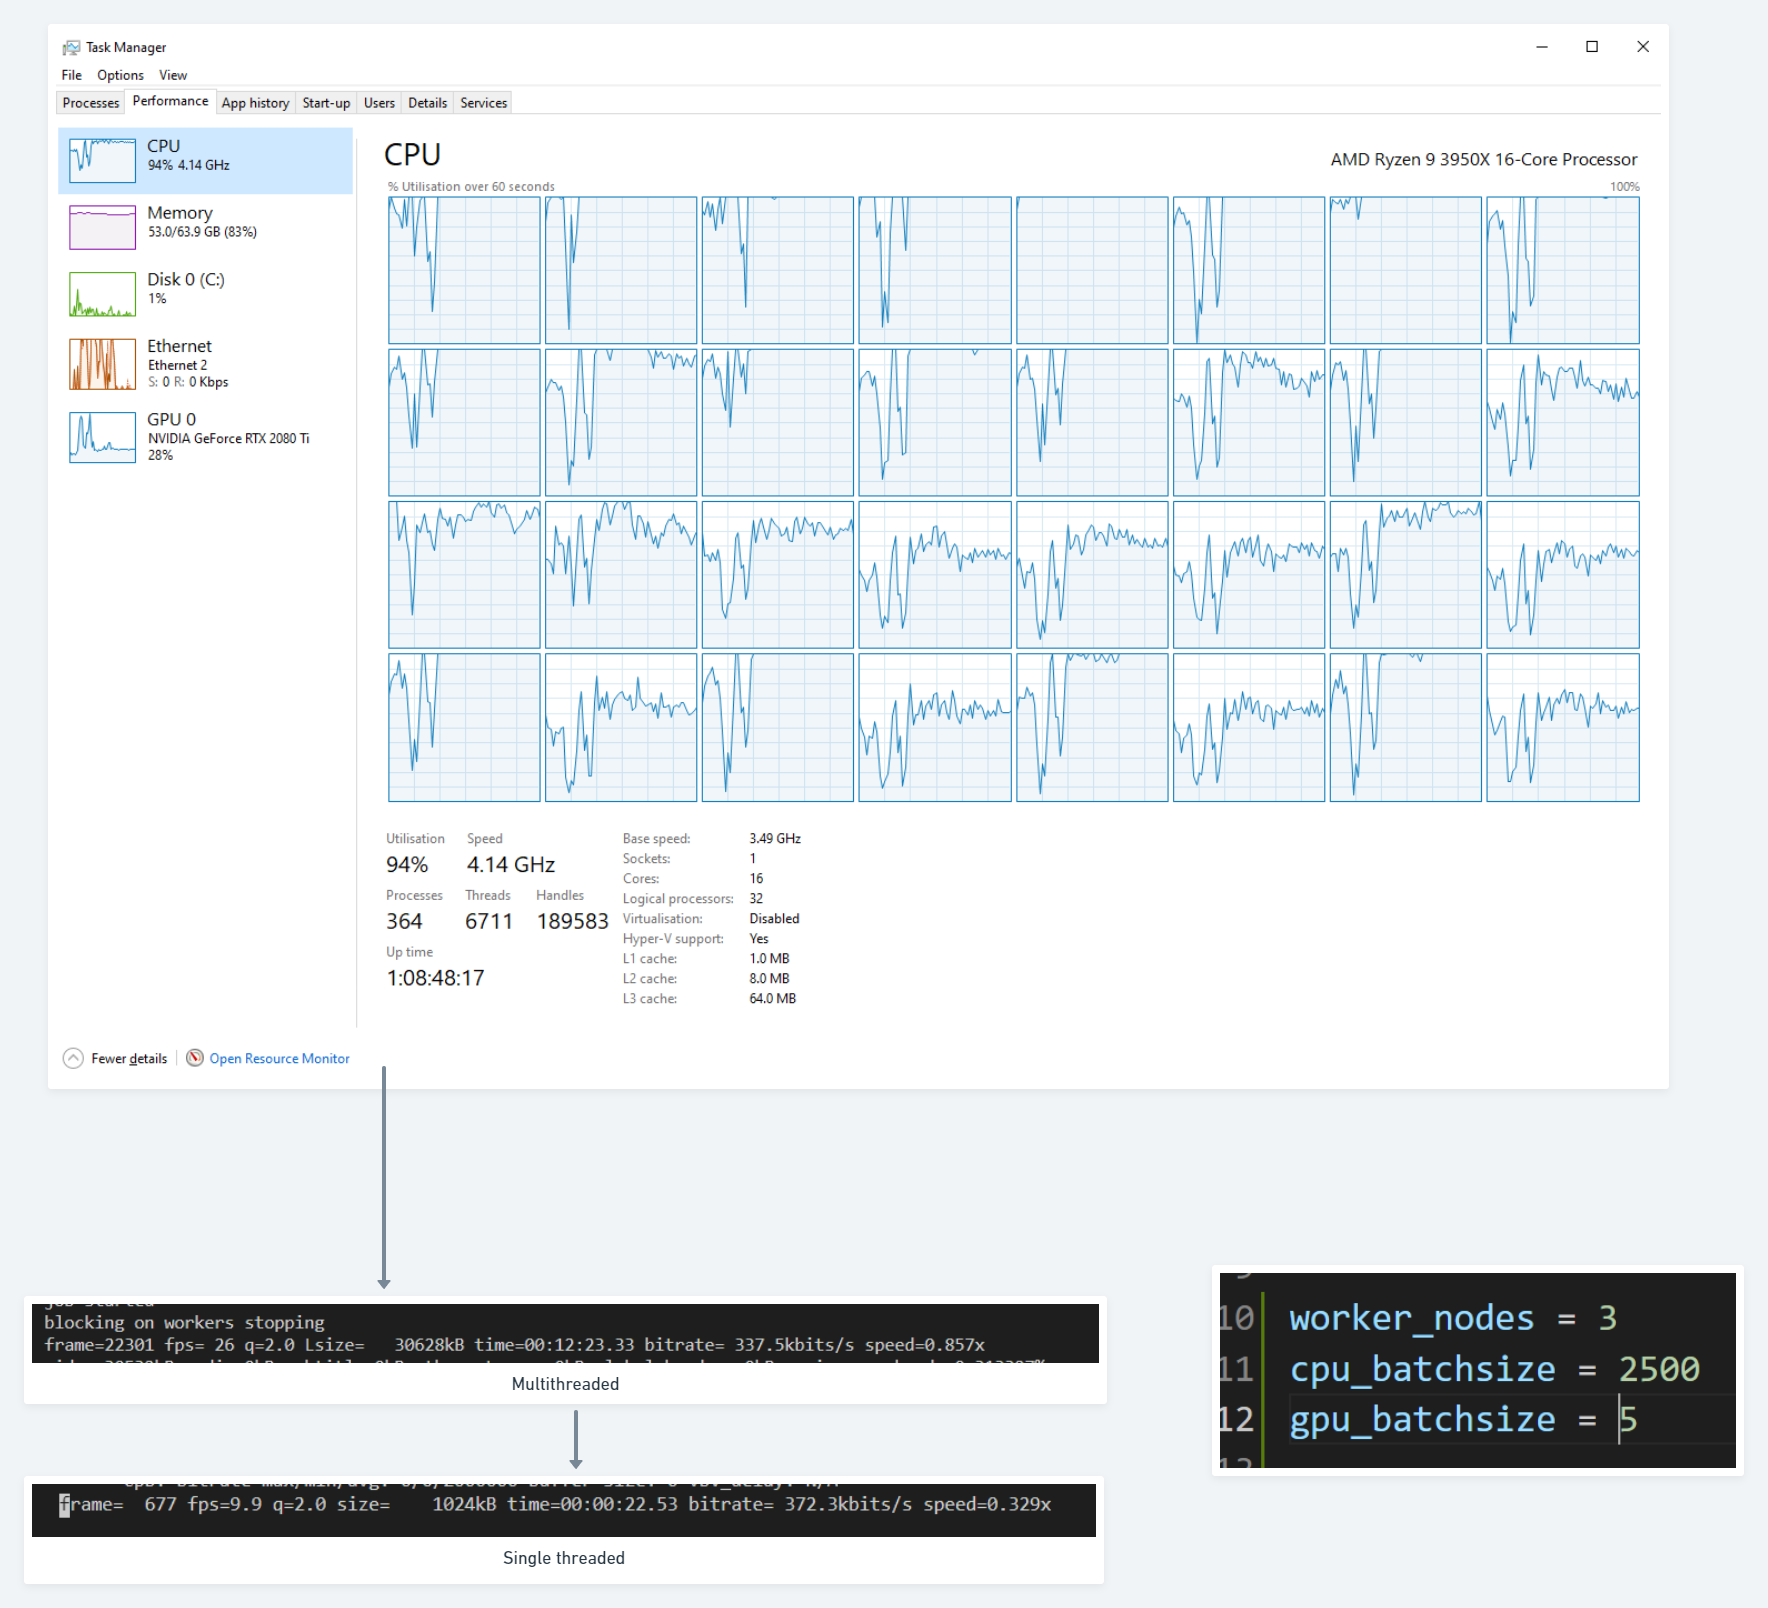 Task Manager
File Options View
Processes Performance App history Start-up Users Details Services
CPU
94% 4.14 GHz
Memory
53.0/63.9 GB (83%)
Disk 0 (C:)
1%
Ethernet
Ethernet 2
S: 0 R: 0 Kbps
GPU 0
NVIDIA GeForce RTX 2080 Ti
28%
CPU
AMD Ryzen 9 3950X 16-Core Processor
% Utilisation over 60 seconds
100%
Utilisation Speed
94% 4.14 GHz
Processes Threads Handles
364 6711 189583
Up time
1:08:48:17
Base speed: 3.49 GHz
Sockets: 1
Cores: 16
Logical processors: 32
Virtualisation: Disabled
Hyper-V support: Yes
L1 cache: 1.0 MB
L2 cache: 8.0 MB
L3 cache: 64.0 MB
Fewer details
Open Resource Monitor
job started
blocking on workers stopping
frame=22301 fps= 26 q=2.0 Lsize=   30628kB time=00:12:23.33 bitrate= 337.5kbits/s speed=0.857x
Multithreaded
frame=  677 fps=9.9 q=2.0 size=    1024kB time=00:00:22.53 bitrate= 372.3kbits/s speed=0.329x
Single threaded
10 worker_nodes = 3
11 cpu_batchsize = 2500
12 gpu_batchsize = 5